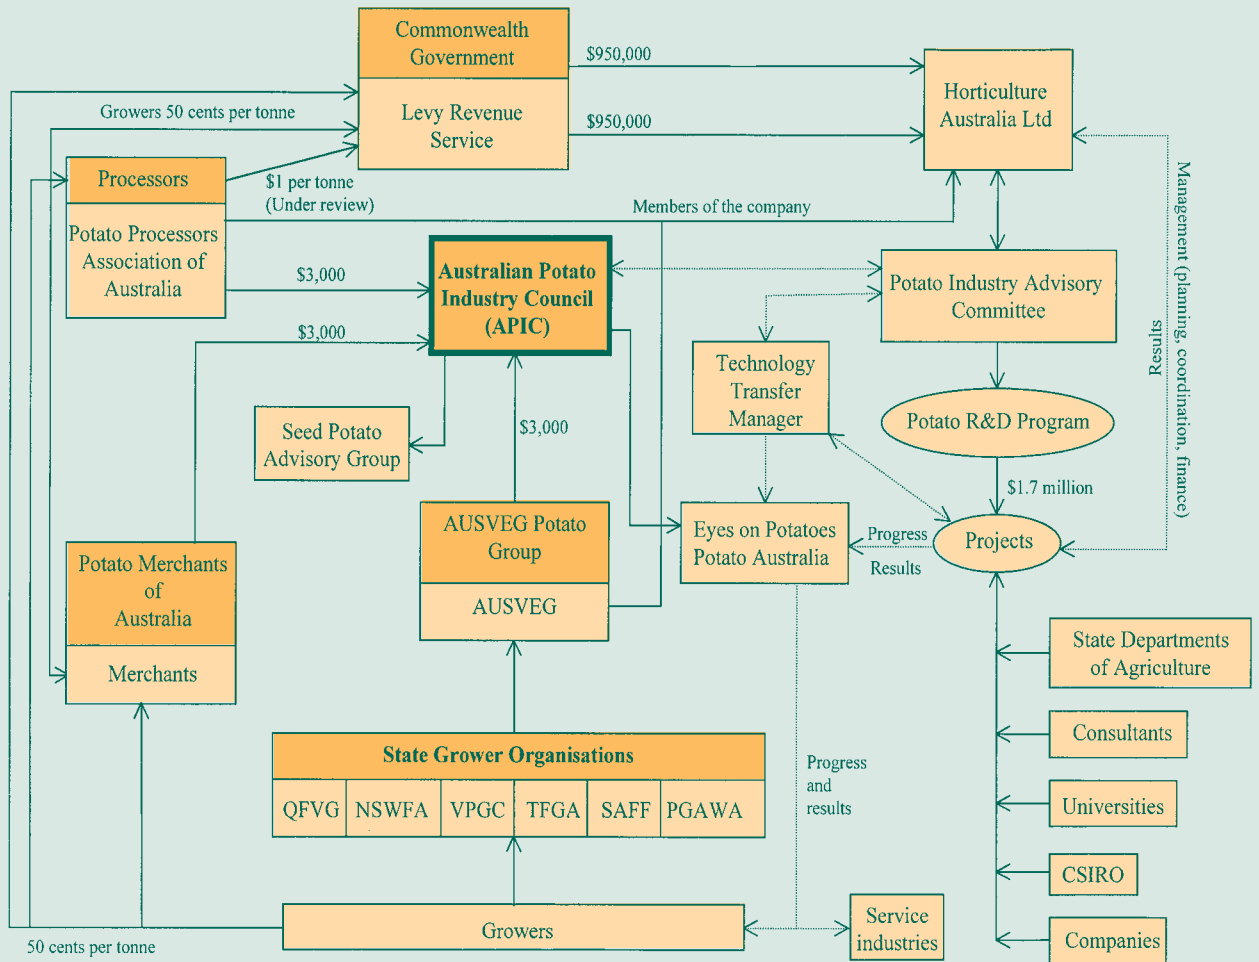 Commonwealth
Government
$950,000
Levy Revenue
Service
$950,000
Horticulture
Australia Ltd
Growers 50 cents per tonne
Processors
$1 per tonne
(Under review)
Members of the company
Potato Processors
Association of
Australia
$3,000
$3,000
Australian Potato
Industry Council
(APIC)
Potato Industry Advisory
Committee
Results
Management (planning, coordination, finance)
Technology
Transfer
Manager
Potato R&D Program
Seed Potato
Advisory Group
$3,000
$1.7 million
AUSVEG Potato
Group
AUSVEG
Eyes on Potatoes
Potato Australia
Progress
Results
Projects
Potato Merchants
of
Australia
Merchants
State Departments
of Agriculture
Consultants
Universities
CSIRO
Companies
State Grower Organisations
QFVG NSWFA VPGC TFGA SAFF PGAWA
Progress
and
results
Growers
Service
industries
50 cents per tonne